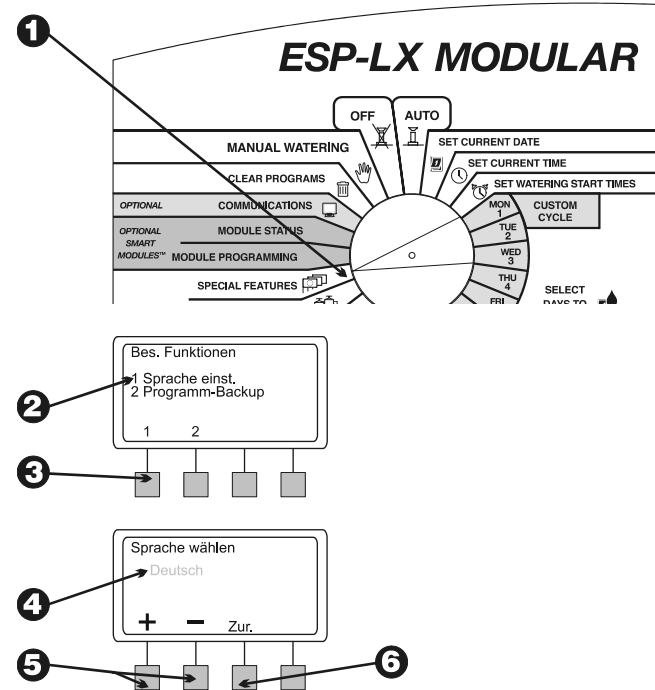 1
ESP-LX MODULAR
OFF
AUTO
MANUAL WATERING
SET CURRENT DATE
CLEAR PROGRAMS
SET CURRENT TIME
SET WATERING START TIMES
OPTIONAL
COMMUNICATIONS
MON
1
CUSTOM
CYCLE
OPTIONAL
SMART
MODULES™
MODULE STATUS
TUE
2
MODULE PROGRAMMING
WED
3
SPECIAL FEATURES
THU
4
SELECT
DAYS TO
FRI
Bes. Funktionen
2
1 Sprache einst.
2 Programm-Backup
1 2
3
Sprache wählen
4
Deutsch
+ − Zur.
5
6